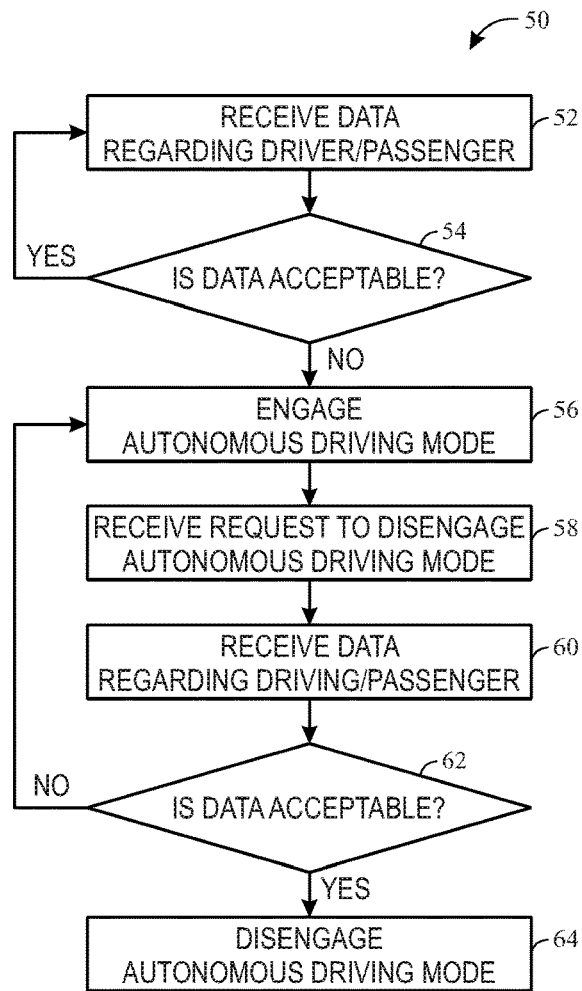 50
RECEIVE DATA
REGARDING DRIVER/PASSENGER
52
54
YES
IS DATA ACCEPTABLE?
NO
ENGAGE
AUTONOMOUS DRIVING MODE
56
RECEIVE REQUEST TO DISENGAGE
AUTONOMOUS DRIVING MODE
58
RECEIVE DATA
REGARDING DRIVING/PASSENGER
60
62
NO
IS DATA ACCEPTABLE?
YES
DISENGAGE
AUTONOMOUS DRIVING MODE
64